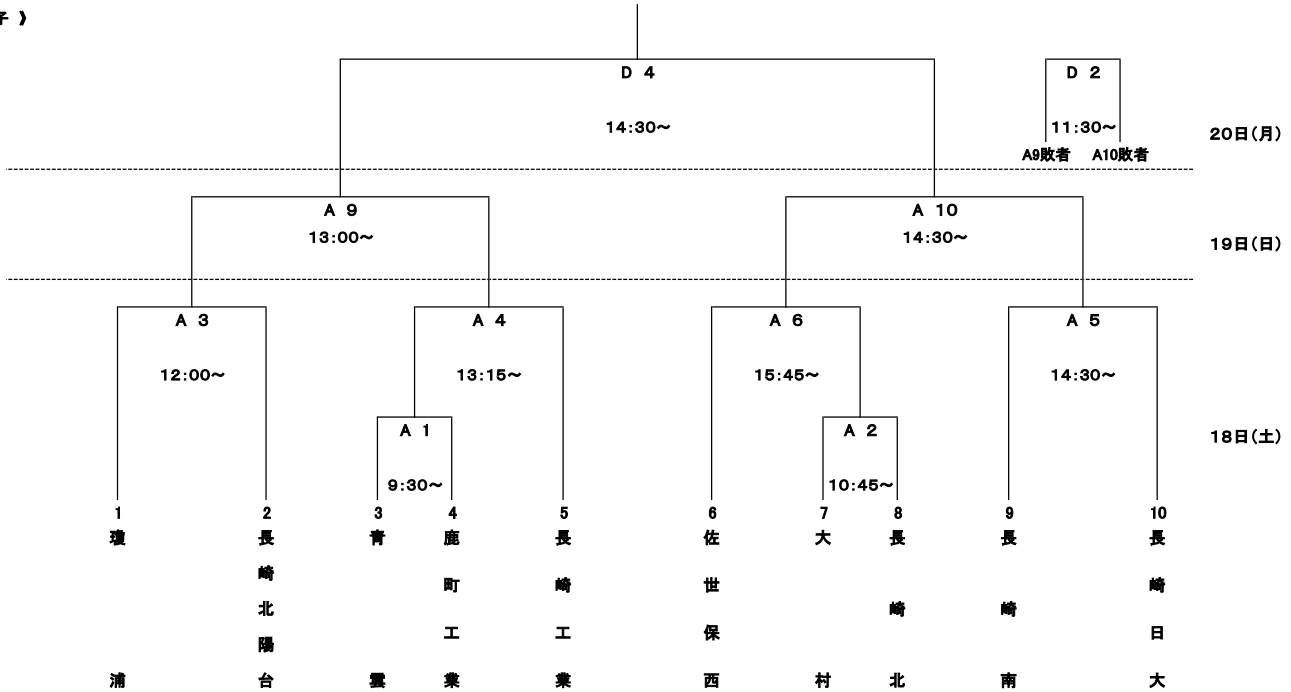 子 》
D 4
D 2
14:30～
11:30～
20日(月)
A9敗者
A10敗者
A 9
A 10
13:00～
14:30～
19日(日)
A 3
A 4
A 6
A 5
12:00～
13:15～
15:45～
14:30～
A 1
A 2
18日(土)
9:30～
10:45～
1
2
3
4
5
6
7
8
9
10
瓊浦
長崎北陽台
青雲
鹿町工業
長崎工業
佐世保西
大村
長崎北
長崎南
長崎日大